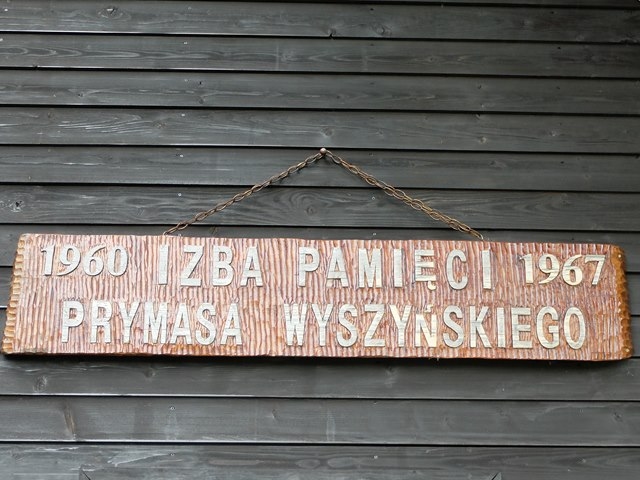 1960 IZBA PAMIĘCI 1967
PRYMASA WYSZYŃSKIEGO